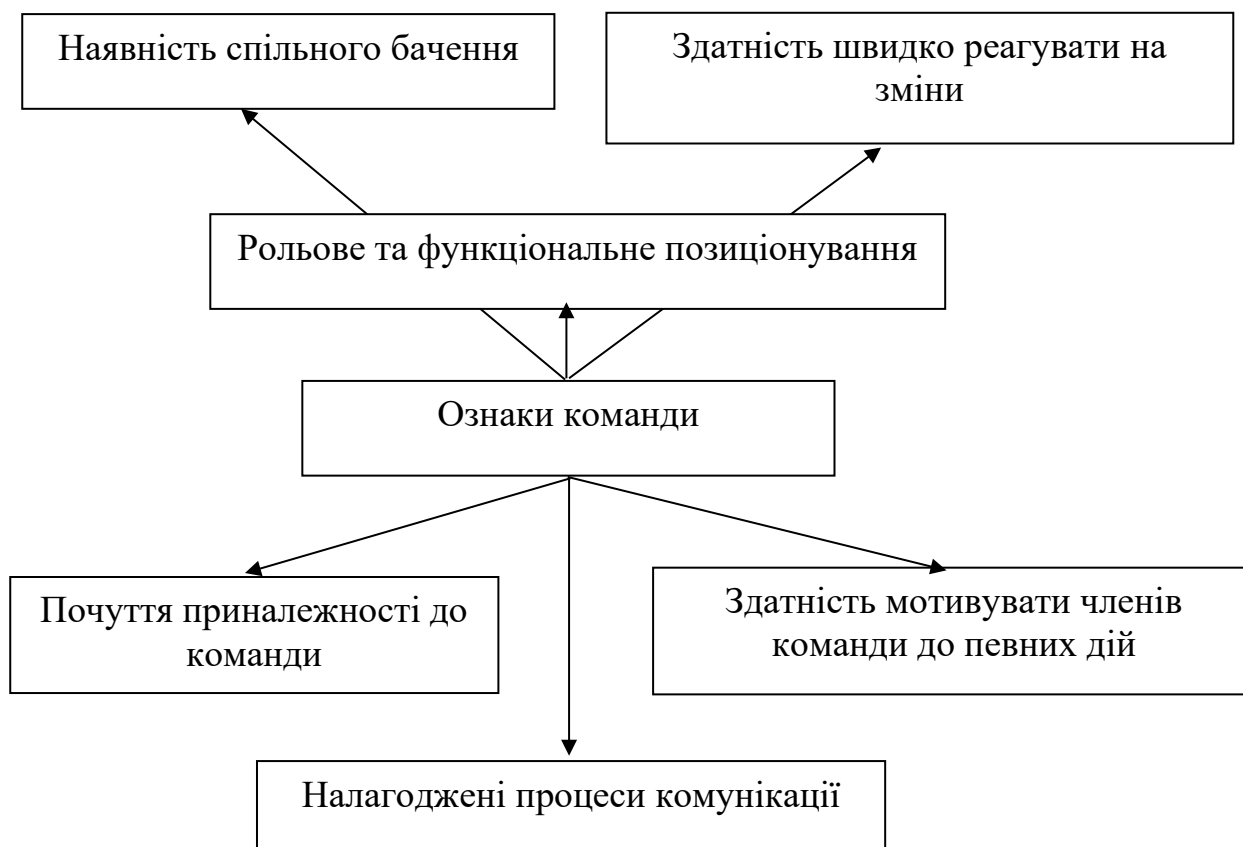 Наявність спільного бачення
Здатність швидко реагувати на
зміни
Рольове та функціональне позиціонування
Ознаки команди
Почуття приналежності до
команди
Здатність мотивувати членів
команди до певних дій
Налагоджені процеси комунікації